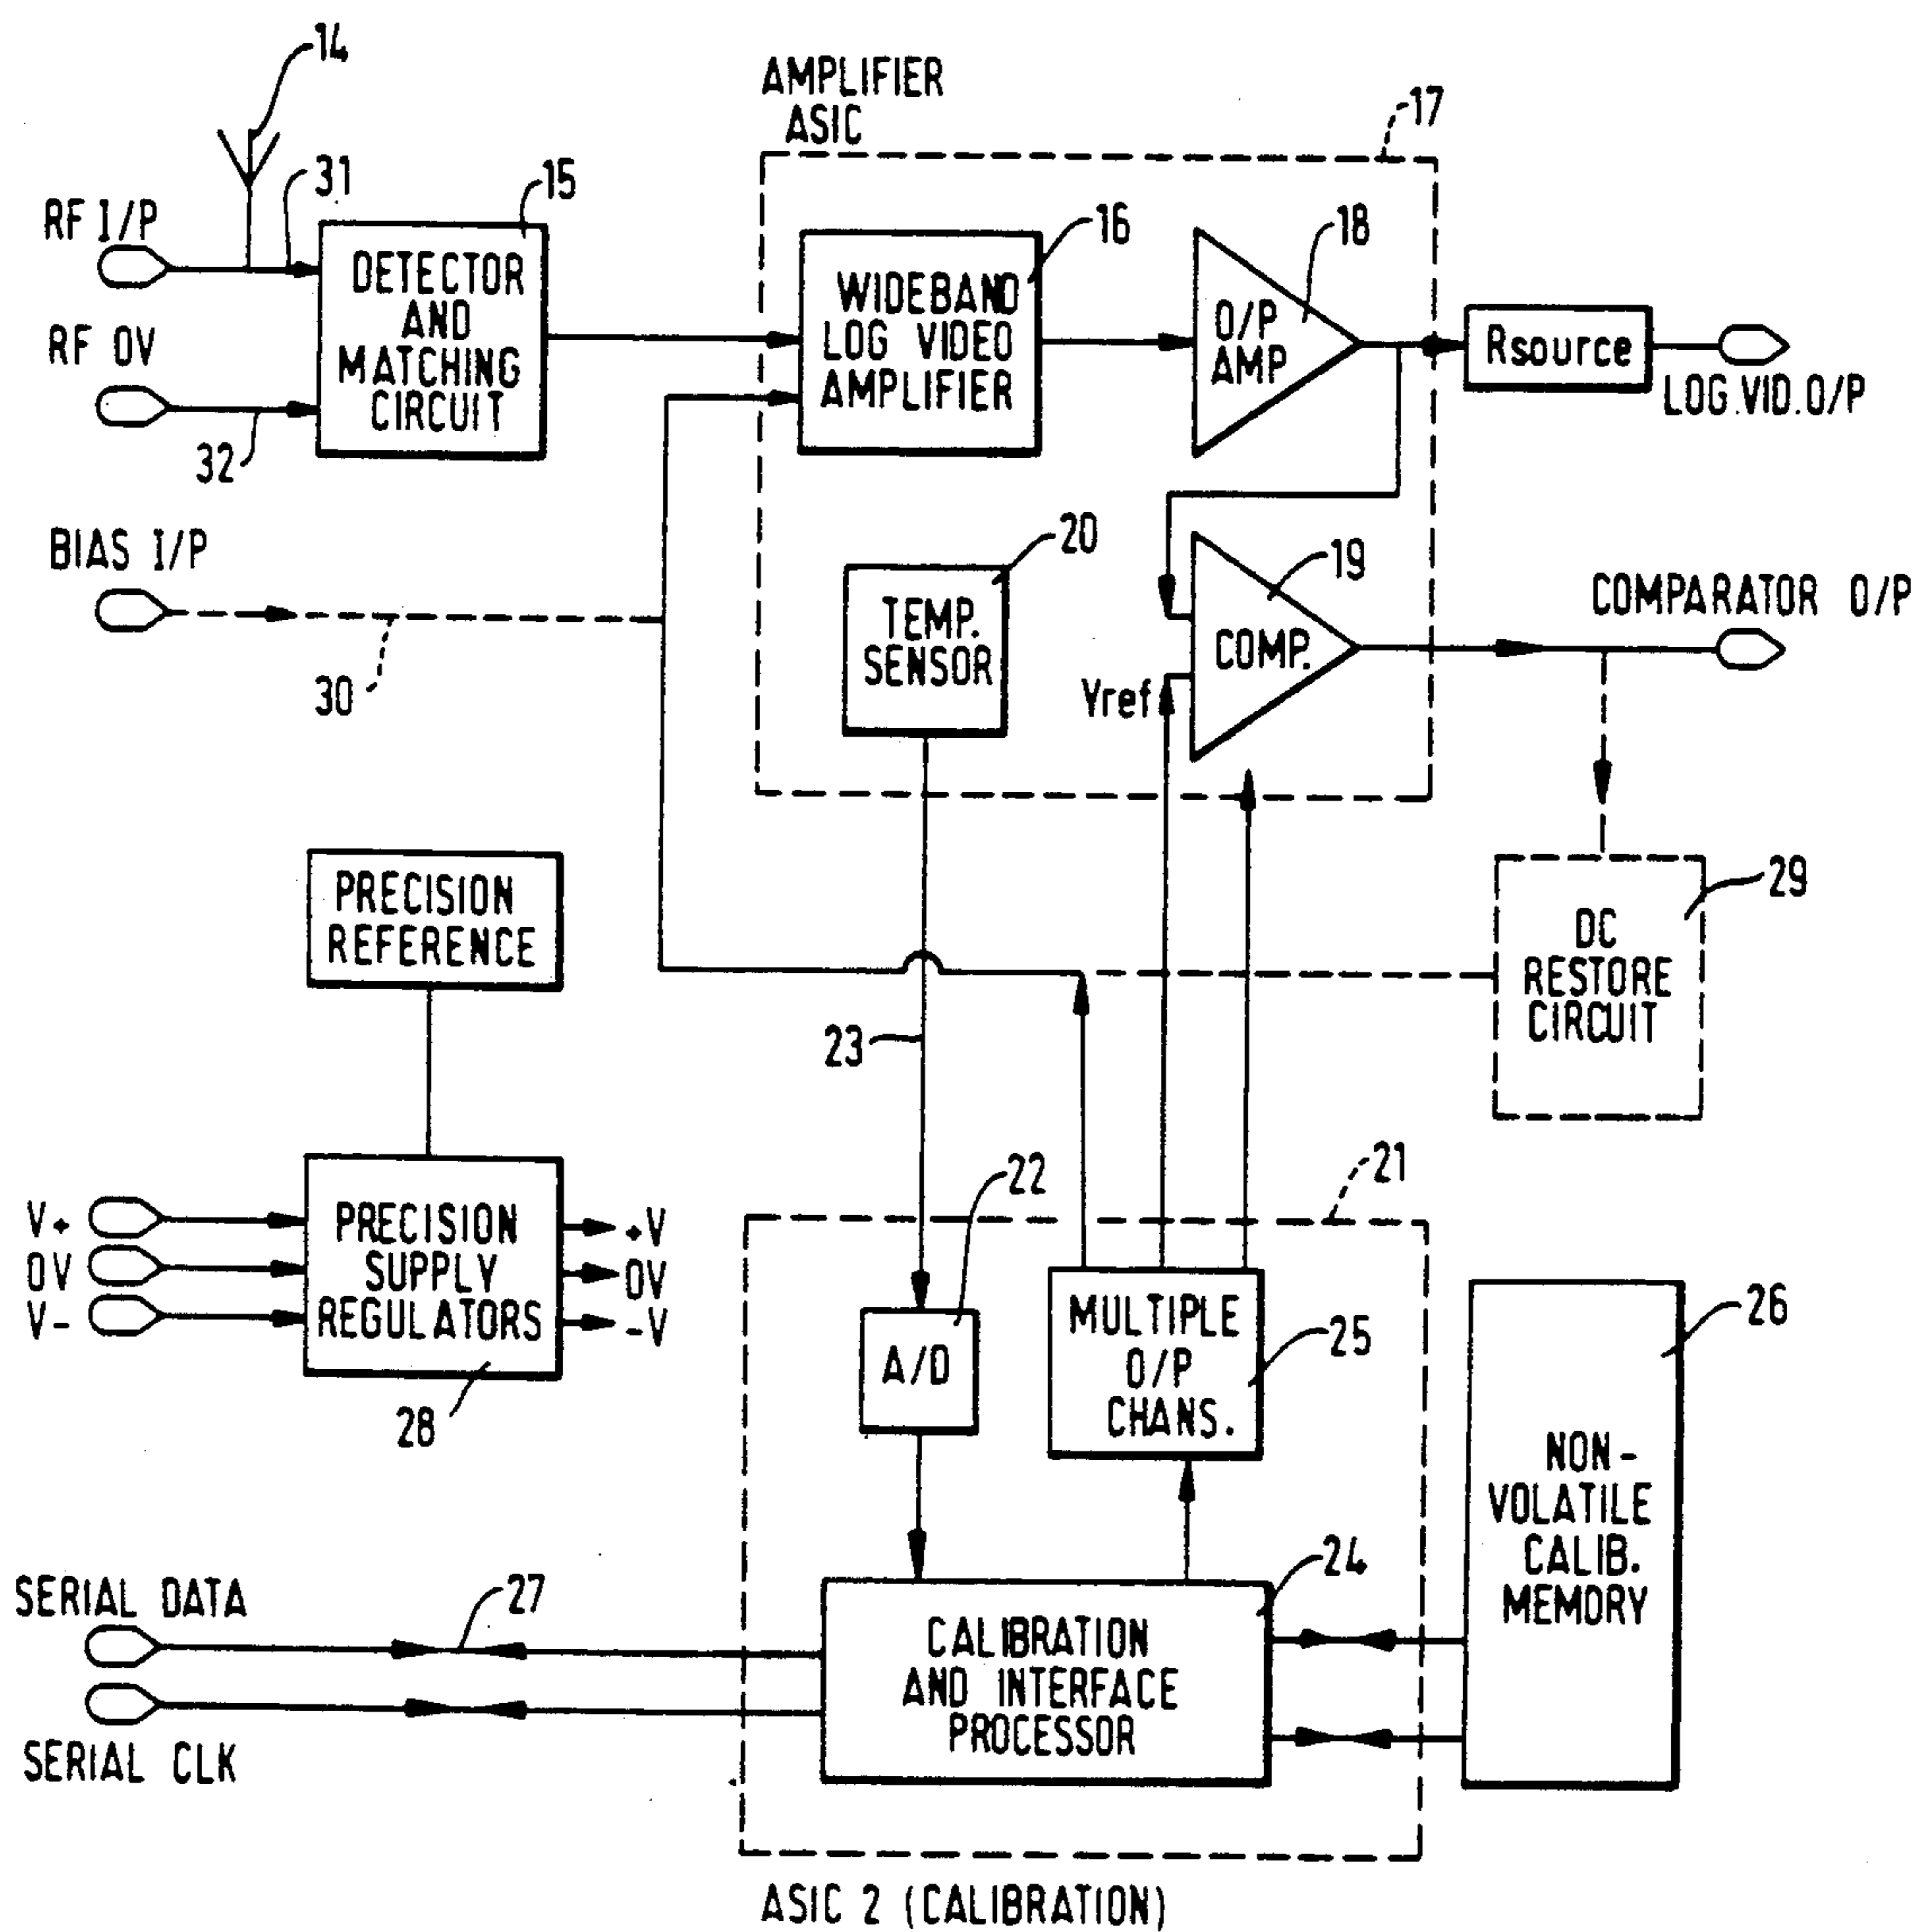 14
AMPLIFIER
ASIC
17
RF I/P
31
15
DETECTOR
AND
MATCHING
CIRCUIT
16
WIDEBAND
LOG VIDEO
AMPLIFIER
18
O/P
AMP
Rsource
LOG.VID.O/P
RF 0V
32
BIAS I/P
30
20
TEMP.
SENSOR
19
COMP.
Vref
COMPARATOR O/P
PRECISION
REFERENCE
23
29
DC
RESTORE
CIRCUIT
21
22
A/D
V+
0V
V-
PRECISION
SUPPLY
REGULATORS
+V
0V
-V
28
MULTIPLE
O/P
CHANS.
25
26
NON-
VOLATILE
CALIB.
MEMORY
SERIAL DATA
27
24
CALIBRATION
AND INTERFACE
PROCESSOR
SERIAL CLK
ASIC 2 (CALIBRATION)